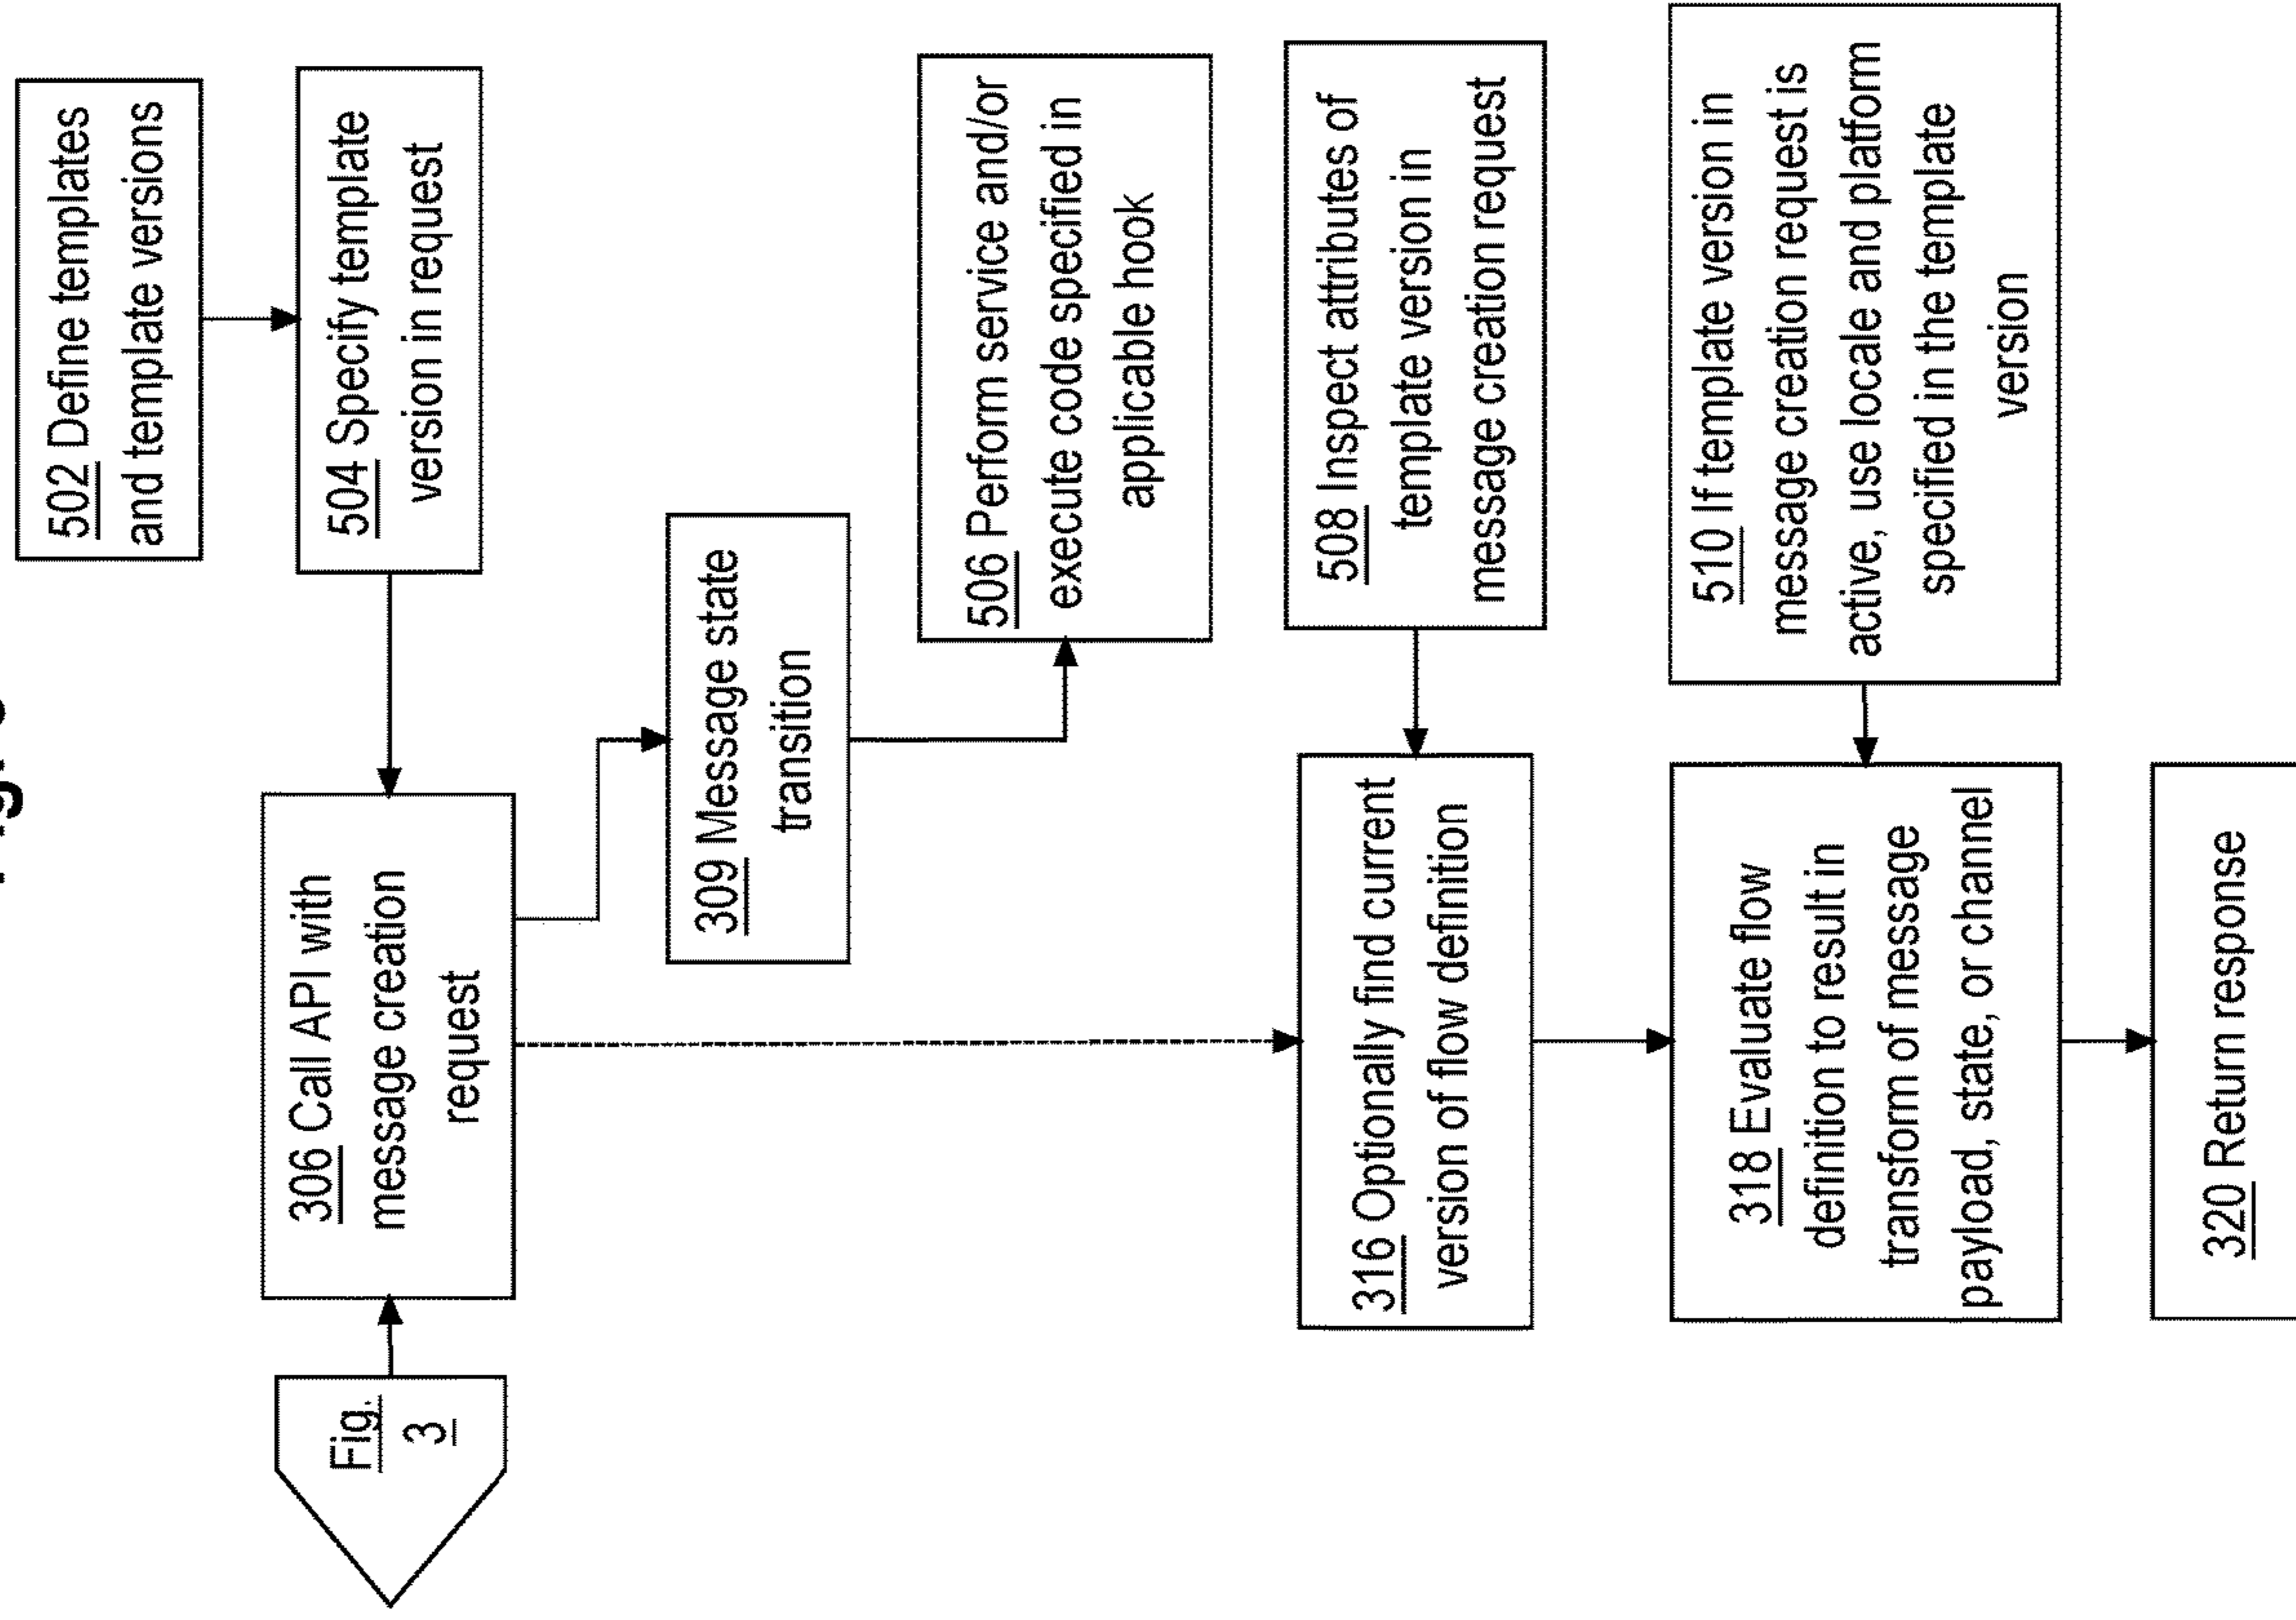 502 Define templates
and template versions
504 Specify template
version in request
Fig.
3
306 Call API with
message creation
request
309 Message state
transition
506 Perform service and/or
execute code specified in
applicable hook
508 Inspect attributes of
template version in
message creation request
316 Optionally find current
version of flow definition
510 If template version in
message creation request is
active, use locale and platform
specified in the template
version
318 Evaluate flow
definition to result in
transform of message
payload, state, or channel
320 Return response